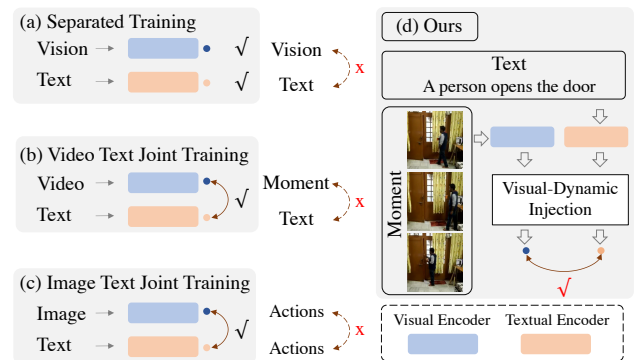 (a) Separated Training
Vision √
Text √
Vision
x
Text
(b) Video Text Joint Training
Video
√
Text
Moment
x
Text
(c) Image Text Joint Training
Image
√
Text
Actions
x
Actions
(d) Ours
Text
A person opens the door
Moment
Visual-Dynamic
Injection
√
Visual Encoder Textual Encoder